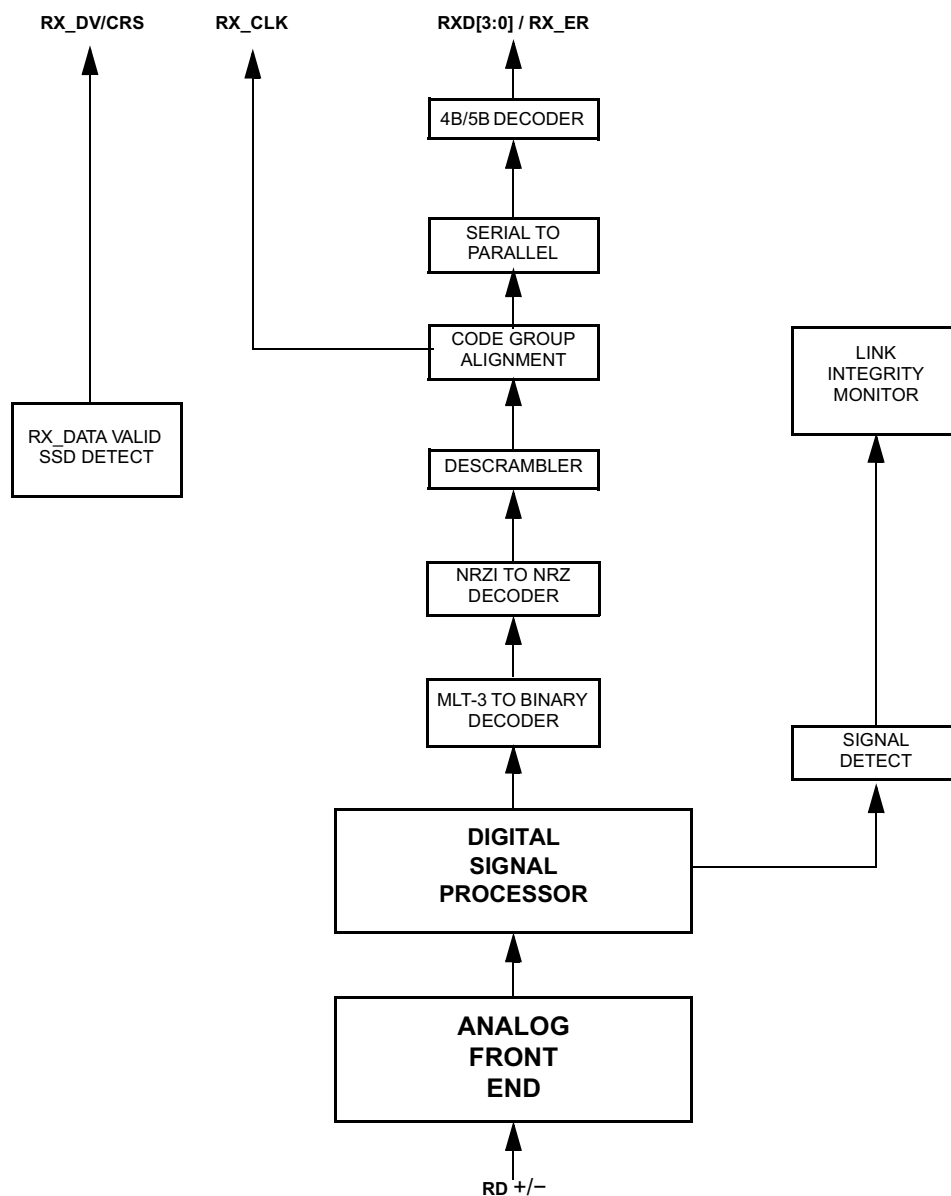 RX_DV/CRS
RX_CLK
RXD[3:0] / RX_ER
4B/5B DECODER
SERIAL TO
PARALLEL
CODE GROUP
ALIGNMENT
LINK
INTEGRITY
MONITOR
RX_DATA VALID
SSD DETECT
DESCRAMBLER
NRZI TO NRZ
DECODER
MLT-3 TO BINARY
DECODER
SIGNAL
DETECT
DIGITAL
SIGNAL
PROCESSOR
ANALOG
FRONT
END
RD +/−